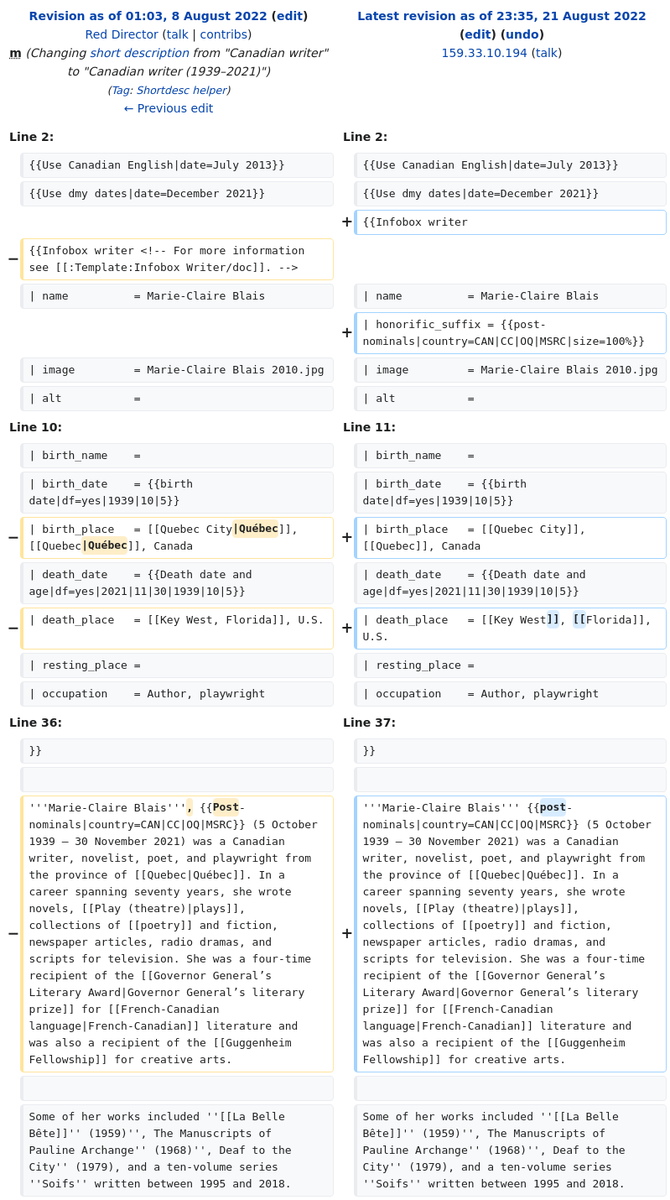 Revision as of 01:03, 8 August 2022 (edit)
Red Director (talk | contribs)
m (Changing short description from "Canadian writer"
to "Canadian writer (1939–2021)")
(Tag: Shortdesc helper)
← Previous edit
Latest revision as of 23:35, 21 August 2022
(edit) (undo)
159.33.10.194 (talk)
Line 2:
Line 2:
{{Use Canadian English|date=July 2013}}
{{Use Canadian English|date=July 2013}}
{{Use dmy dates|date=December 2021}}
{{Use dmy dates|date=December 2021}}
+
{{Infobox writer
−
{{Infobox writer <!-- For more information
see [[:Template:Infobox Writer/doc]]. -->
| name          = Marie-Claire Blais
| name          = Marie-Claire Blais
+
| honorific_suffix = {{post-
nominals|country=CAN|CC|OQ|MSRC|size=100%}}
| image         = Marie-Claire Blais 2010.jpg
| image         = Marie-Claire Blais 2010.jpg
| alt           =
| alt           =
Line 10:
Line 11:
| birth_name    =
| birth_name    =
| birth_date    = {{birth
date|df=yes|1939|10|5}}
| birth_date    = {{birth
date|df=yes|1939|10|5}}
−
| birth_place   = [[Quebec City|Québec]],
[[Quebec|Québec]], Canada
+
| birth_place   = [[Quebec City]],
[[Quebec]], Canada
| death_date    = {{Death date and
age|df=yes|2021|11|30|1939|10|5}}
| death_date    = {{Death date and
age|df=yes|2021|11|30|1939|10|5}}
−
| death_place   = [[Key West, Florida]], U.S.
+
| death_place   = [[Key West]], [[Florida]],
U.S.
| resting_place =
| resting_place =
| occupation    = Author, playwright
| occupation    = Author, playwright
Line 36:
Line 37:
}}
}}
−
'''Marie-Claire Blais''', {{Post-
nominals|country=CAN|CC|OQ|MSRC}} (5 October
1939 – 30 November 2021) was a Canadian
writer, novelist, poet, and playwright from
the province of [[Quebec|Québec]]. In a
career spanning seventy years, she wrote
novels, [[Play (theatre)|plays]],
collections of [[poetry]] and fiction,
newspaper articles, radio dramas, and
scripts for television. She was a four-time
recipient of the [[Governor General’s
Literary Award|Governor General’s literary
prize]] for [[French-Canadian
language|French-Canadian]] literature and
was also a recipient of the [[Guggenheim
Fellowship]] for creative arts.
+
'''Marie-Claire Blais''' {{post-
nominals|country=CAN|CC|OQ|MSRC}} (5 October
1939 – 30 November 2021) was a Canadian
writer, novelist, poet, and playwright from
the province of [[Quebec|Québec]]. In a
career spanning seventy years, she wrote
novels, [[Play (theatre)|plays]],
collections of [[poetry]] and fiction,
newspaper articles, radio dramas, and
scripts for television. She was a four-time
recipient of the [[Governor General’s
Literary Award|Governor General’s literary
prize]] for [[French-Canadian
language|French-Canadian]] literature and
was also a recipient of the [[Guggenheim
Fellowship]] for creative arts.
Some of her works included ''[[La Belle
Bête]]'' (1959)'', The Manuscripts of
Pauline Archange'' (1968)'', Deaf to the
City'' (1979), and a ten-volume series
''Soifs'' written between 1995 and 2018.
Some of her works included ''[[La Belle
Bête]]'' (1959)'', The Manuscripts of
Pauline Archange'' (1968)'', Deaf to the
City'' (1979), and a ten-volume series
''Soifs'' written between 1995 and 2018.